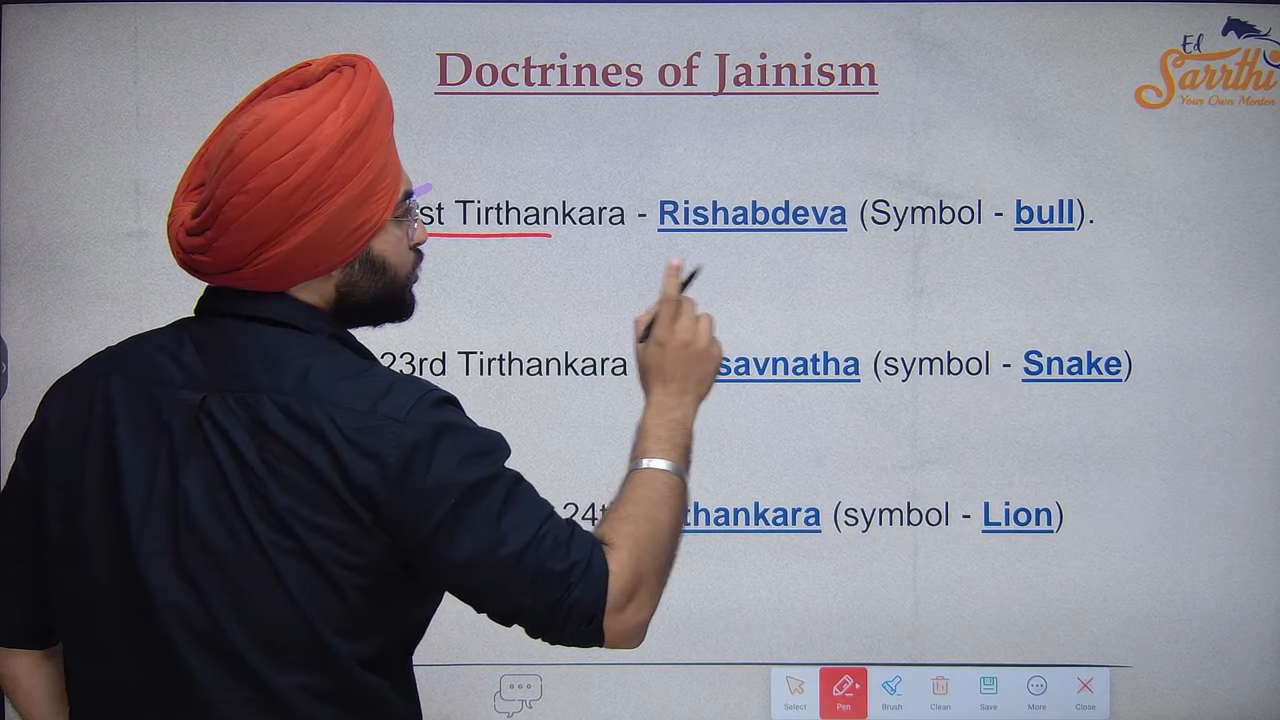 Doctrines of Jainism
Ed
Sarrthi
Your Own Mentor
st Tirthankara - Rishabdeva (Symbol - bull).
23rd Tirthankara savnatha (symbol - Snake)
24t thankara (symbol - Lion)
Select Pen Brush Clean Save More Close